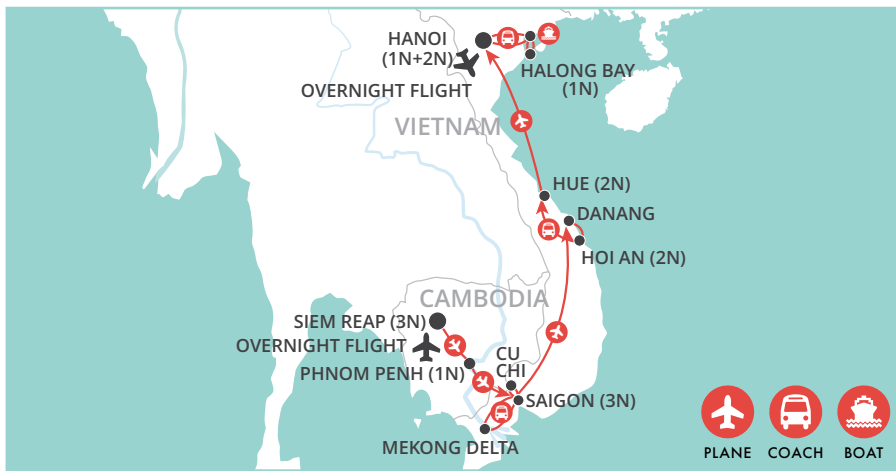 HANOI
(1N+2N)
OVERNIGHT FLIGHT
HALONG BAY
(1N)
VIETNAM
HUE (2N)
DANANG
HOI AN (2N)
CAMBODIA
SIEM REAP (3N)
OVERNIGHT FLIGHT
PHNOM PENH (1N)
CU
CHI
SAIGON (3N)
MEKONG DELTA
PLANE
COACH
BOAT